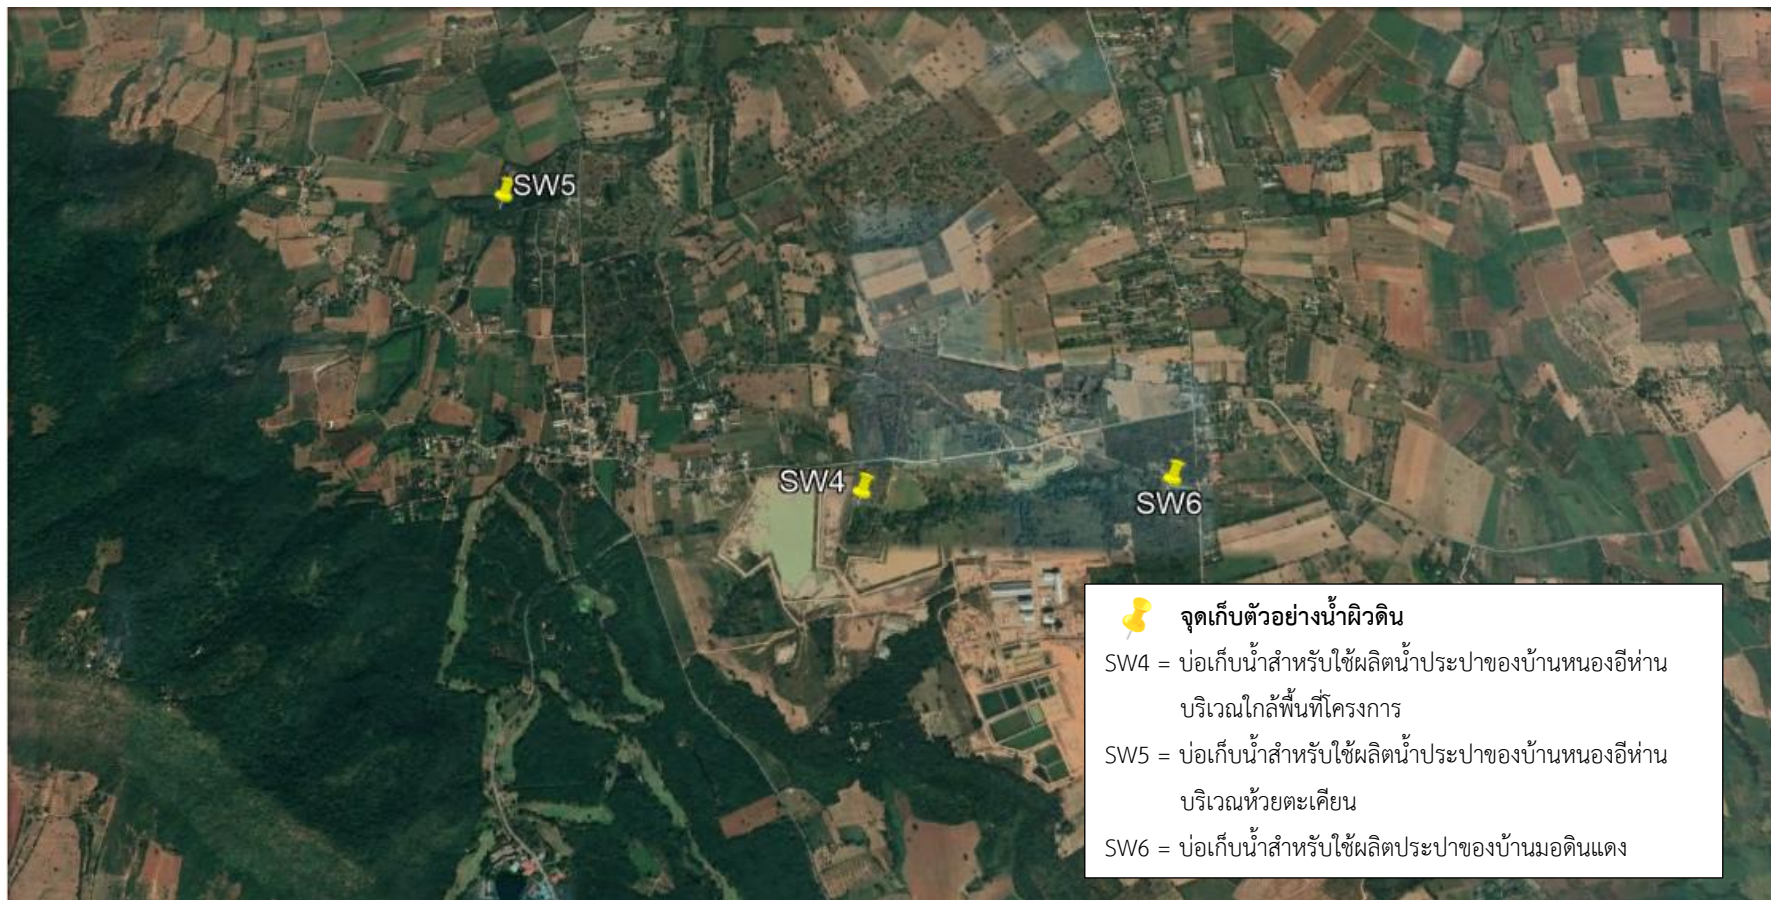 SW5
SW4
SW6
จุดเก็บตัวอย่างน้ำผิวดิน
SW4 = บ่อเก็บน้ำสำหรับใช้ผลิตน้ำประปาของบ้านหนองอีห่าน
บริเวณใกล้พื้นที่โครงการ
SW5 = บ่อเก็บน้ำสำหรับใช้ผลิตน้ำประปาของบ้านหนองอีห่าน
บริเวณห้วยตะเคียน
SW6 = บ่อเก็บน้ำสำหรับใช้ผลิตประปาของบ้านมอดินแดง